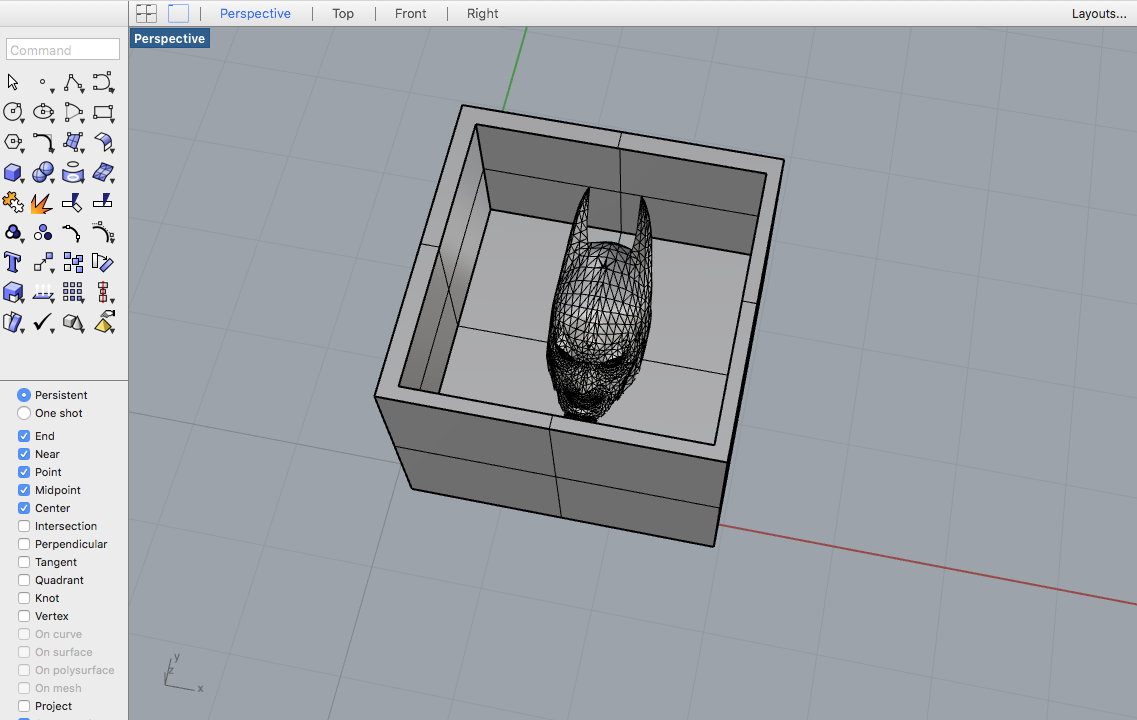 Perspective
Top
Front
Right
Layouts...
Perspective
Command
Persistent
One shot
End
Near
Point
Midpoint
Center
Intersection
Perpendicular
Tangent
Quadrant
Knot
Vertex
On curve
On surface
On polysurface
On mesh
Project
y
z
x